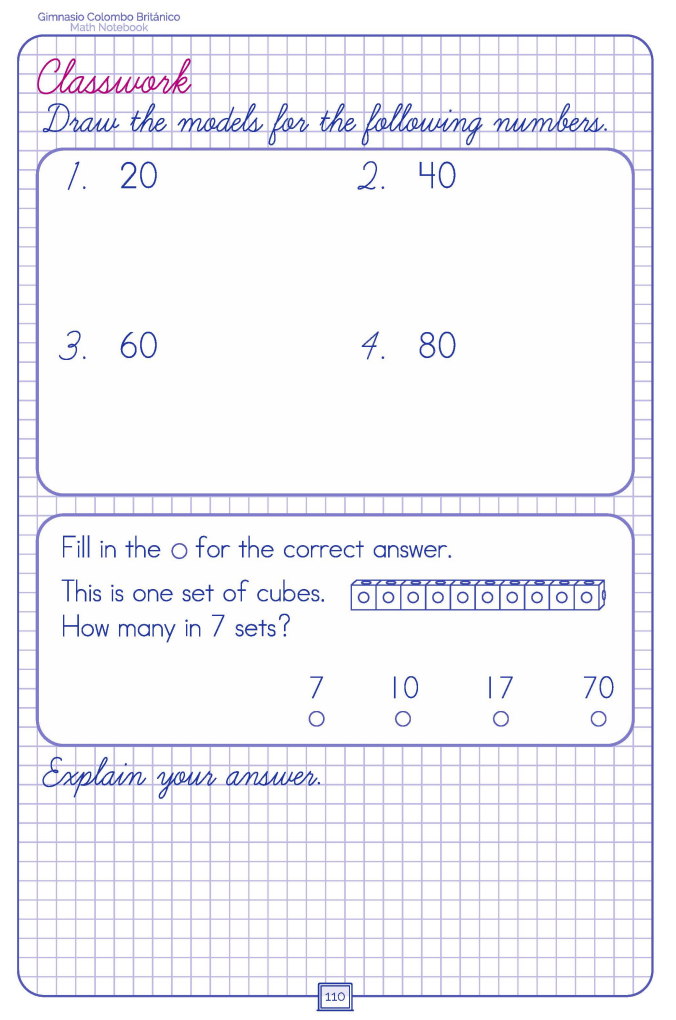 Gimnasio Colombo Británico
Math Notebook
Classwork
Draw the models for the following numbers.
1. 20 2. 40
3. 60 4. 80
Fill in the ○ for the correct answer.
This is one set of cubes.
How many in 7 sets?
7 10 17 70
Explain your answer.
110